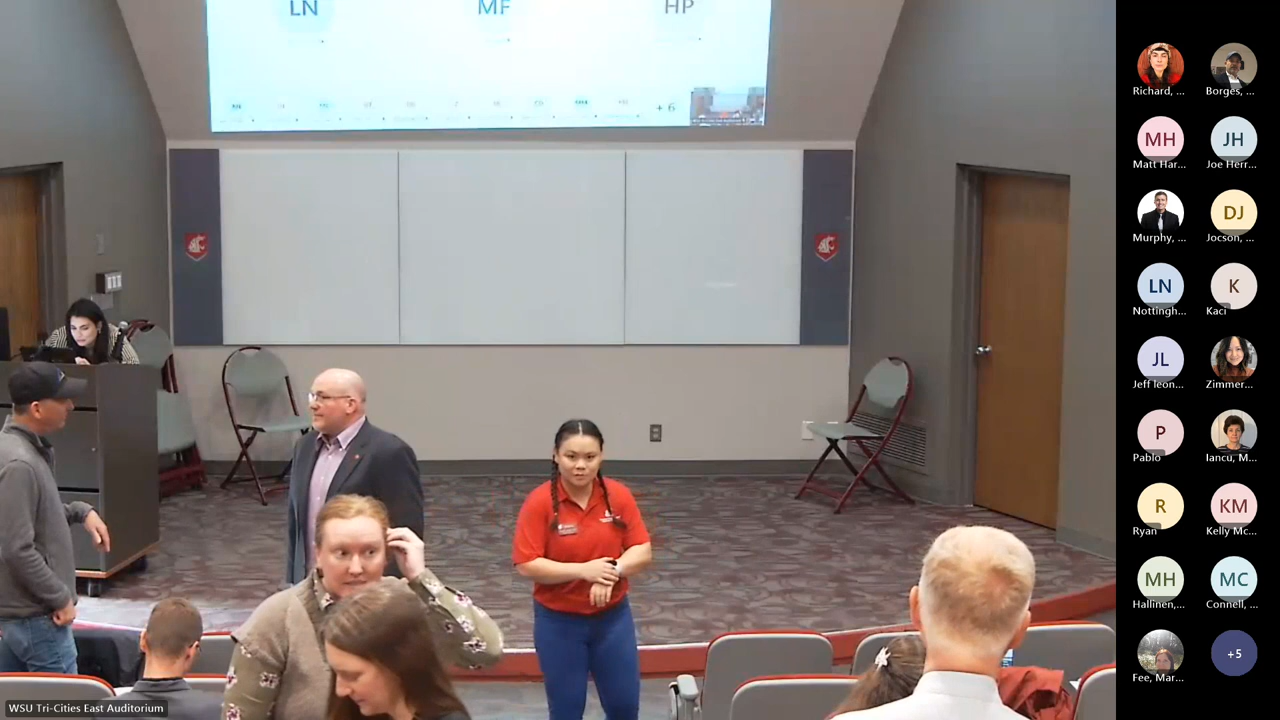 LN
MF
HP
+ 6
Richard, ...
Borges, ...
MH
Matt Har...
JH
Joe Herr...
Murphy, ...
DJ
Jocson, ...
LN
Nottingh...
K
Kaci
JL
Jeff leon...
Zimmer...
P
Pablo
Iancu, M...
R
Ryan
KM
Kelly Mc...
MH
Hallinen,...
MC
Connell, ...
Fee, Mar...
+5
WSU Tri-Cities East Auditorium